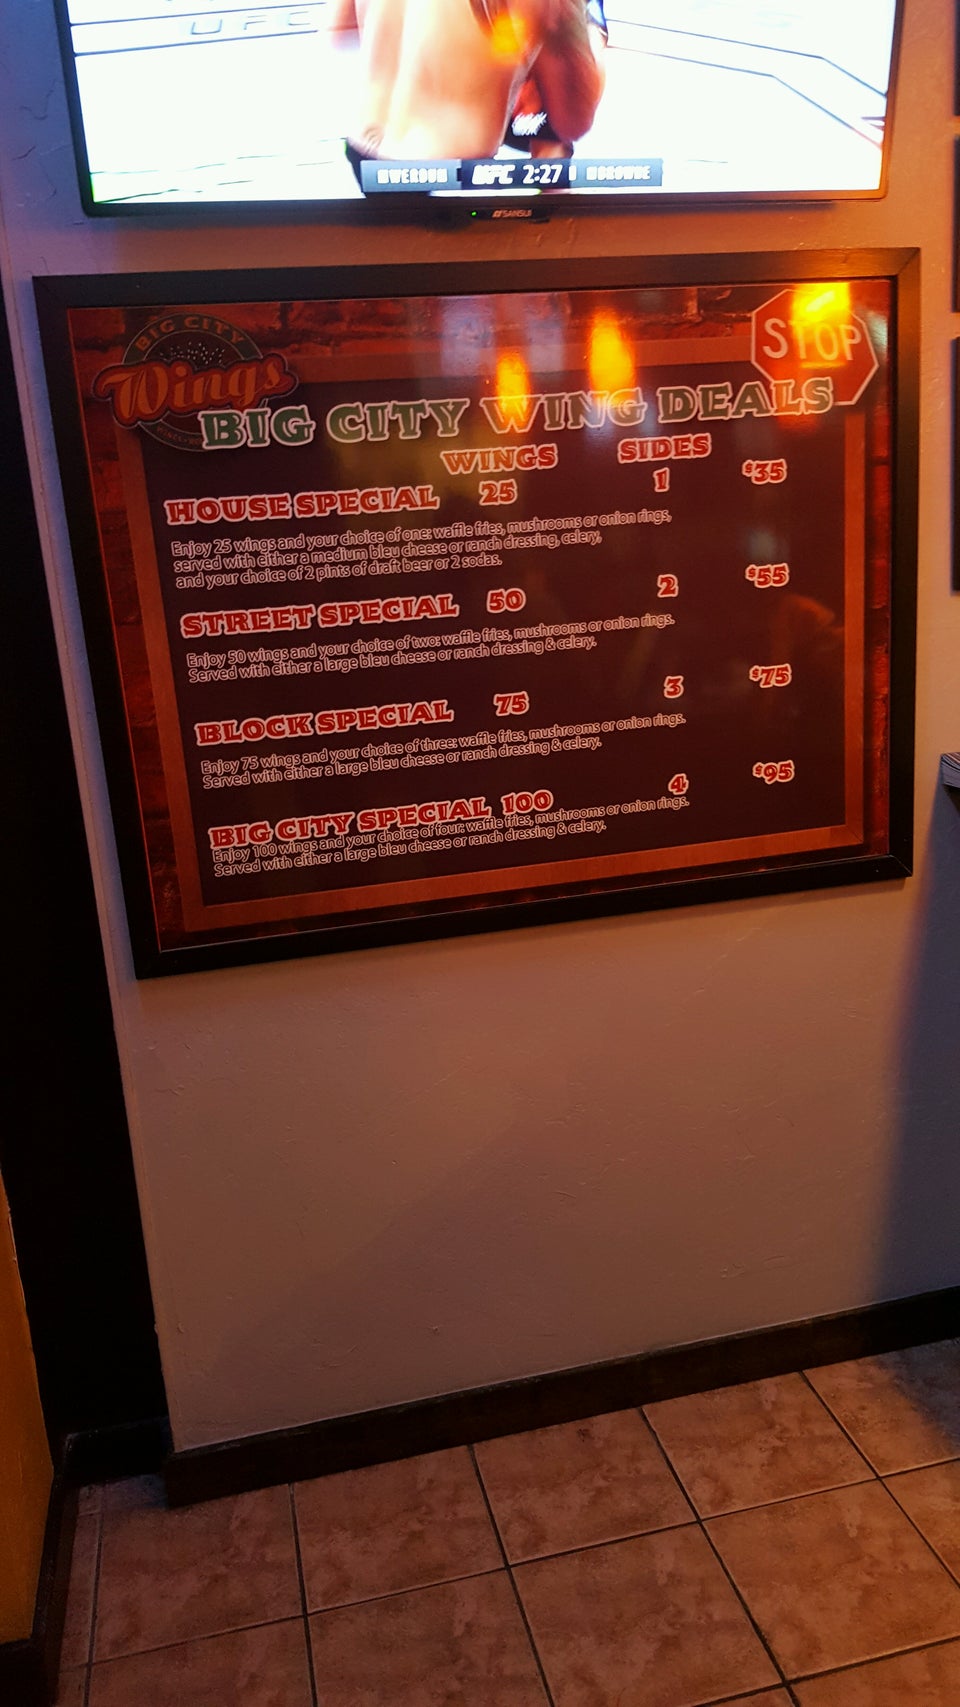 UFC
WERDUM UFC 2:27 BROWNE
SANSUI
BIG CITY
Wings
STOP
BIG CITY WING DEALS
WINGS SIDES
HOUSE SPECIAL 25 1 $35
Enjoy 25 wings and your choice of one: waffle fries, mushrooms or onion rings,
served with either a medium bleu cheese or ranch dressing, celery,
and your choice of 2 pints of draft beer or 2 sodas.
STREET SPECIAL 50 2 $55
Enjoy 50 wings and your choice of two: waffle fries, mushrooms or onion rings.
Served with either a large bleu cheese or ranch dressing & celery.
BLOCK SPECIAL 75 3 $75
Enjoy 75 wings and your choice of three: waffle fries, mushrooms or onion rings.
Served with either a large bleu cheese or ranch dressing & celery.
BIG CITY SPECIAL 100 4 $95
Enjoy 100 wings and your choice of four: waffle fries, mushrooms or onion rings.
Served with either a large bleu cheese or ranch dressing & celery.